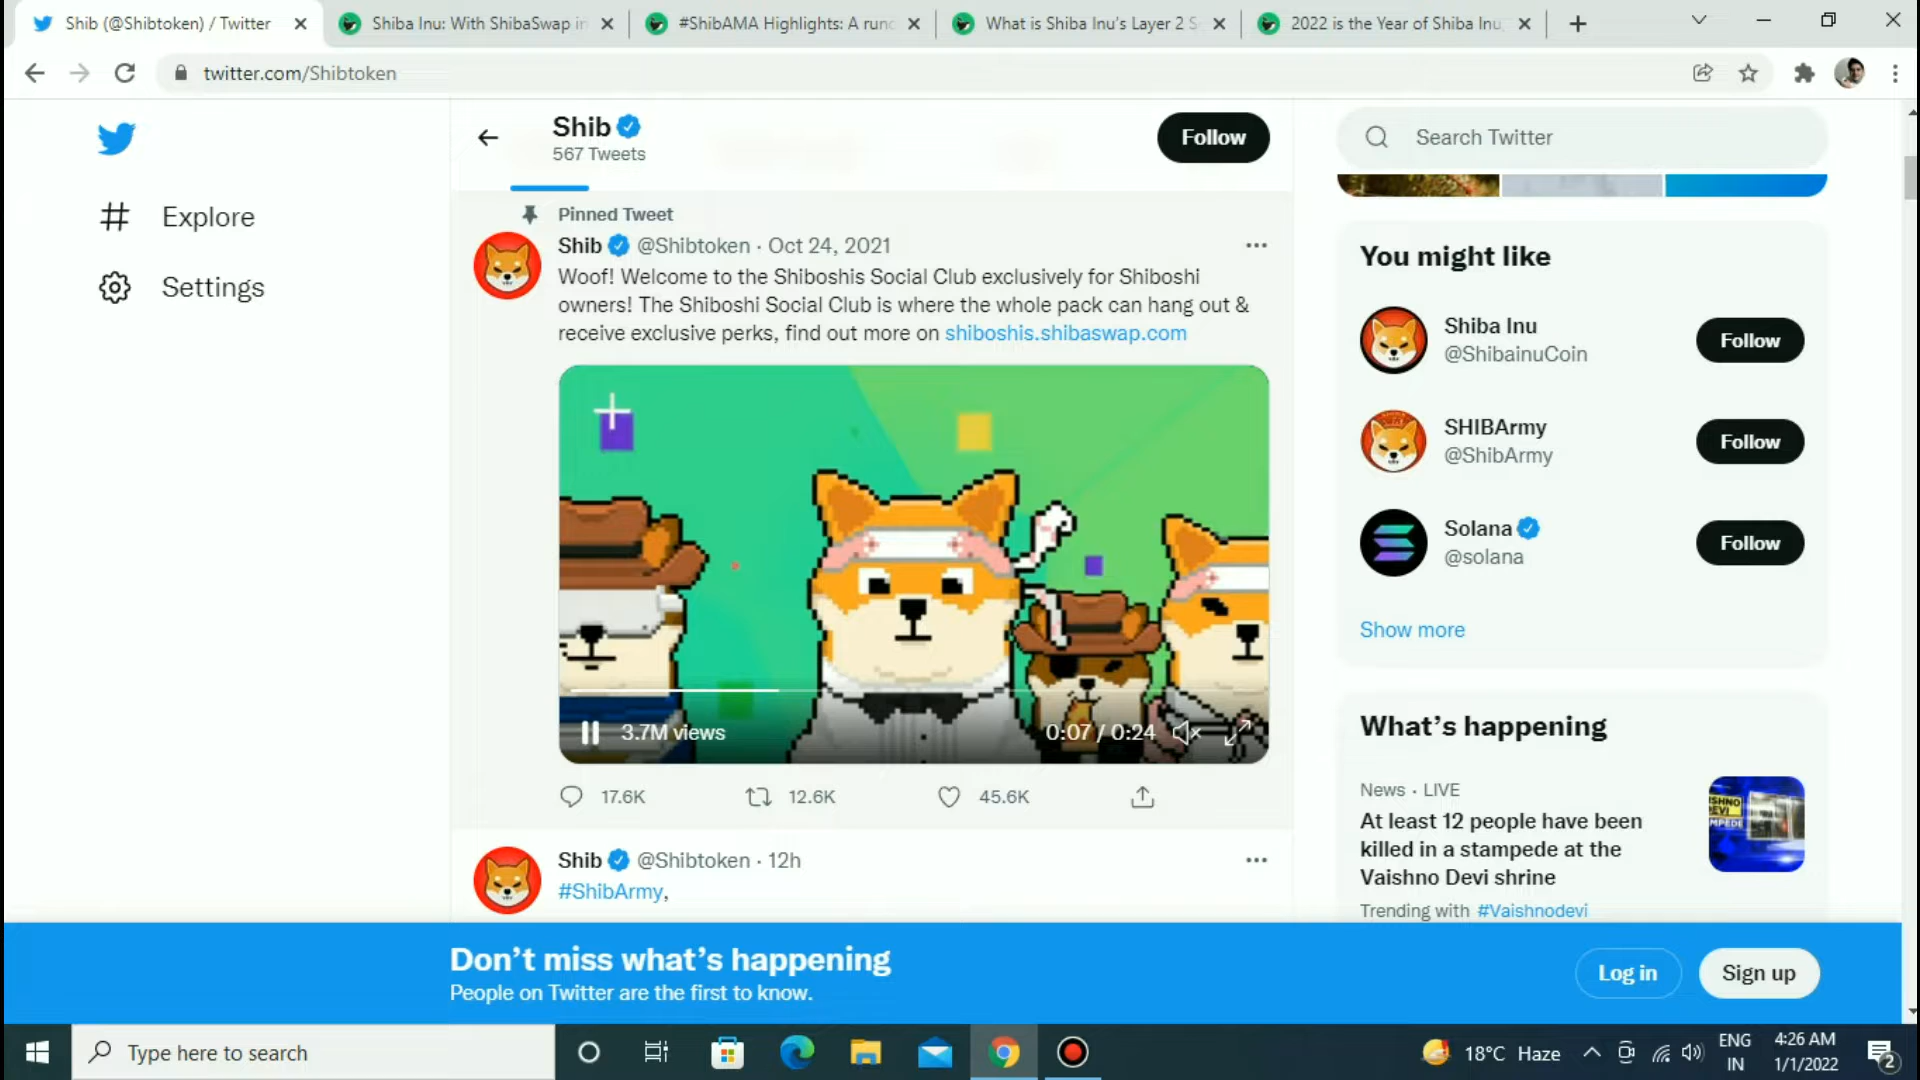 Shib (@Shibtoken) / Twitter
Shiba Inu: With ShibaSwap in
#ShibAMA Highlights: A run
What is Shiba Inu's Layer 2 S
2022 is the Year of Shiba Inu
twitter.com/Shibtoken
Explore
Settings
Shib
567 Tweets
Follow
Pinned Tweet
Shib @Shibtoken · Oct 24, 2021
Woof! Welcome to the Shiboshis Social Club exclusively for Shiboshi
owners! The Shiboshi Social Club is where the whole pack can hang out &
receive exclusive perks, find out more on shiboshis.shibaswap.com
3.7M views
0:07 / 0:24
17.6K
12.6K
45.6K
Shib @Shibtoken · 12h
#ShibArmy,
Search Twitter
You might like
Shiba Inu
@ShibainuCoin
Follow
SHIBArmy
@ShibArmy
Follow
Solana
@solana
Follow
Show more
What's happening
News · LIVE
At least 12 people have been
killed in a stampede at the
Vaishno Devi shrine
Trending with #Vaishnodevi
Don't miss what's happening
People on Twitter are the first to know.
Log in
Sign up
Type here to search
18°C Haze
ENG
IN
4:26 AM
1/1/2022
2